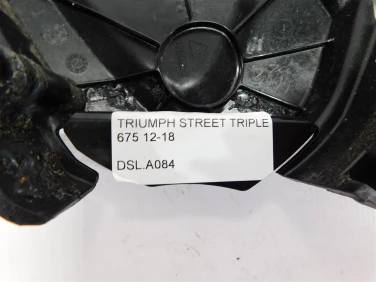 TRIUMPH STREET TRIPLE
675 12-18
DSL.A084